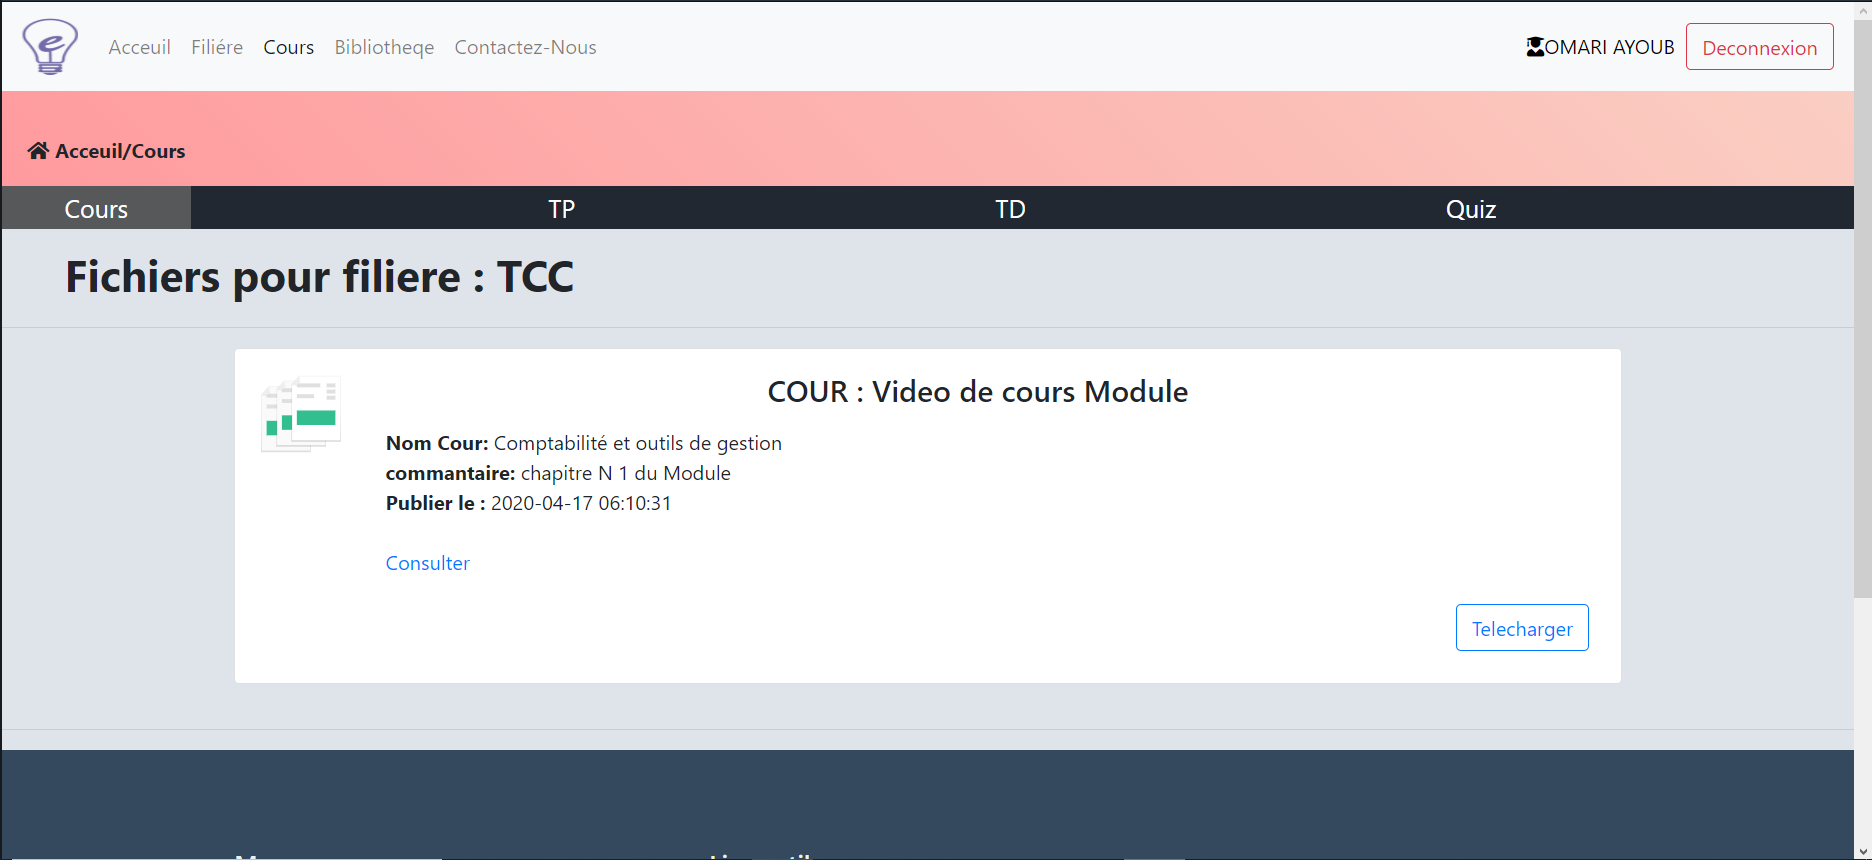 Acceuil Filiére Cours Bibliotheqe Contactez-Nous OMARI AYOUB Deconnexion
Acceuil/Cours
Cours TP TD Quiz
Fichiers pour filiere : TCC
COUR : Video de cours Module
Nom Cour: Comptabilité et outils de gestion
commantaire: chapitre N 1 du Module
Publier le : 2020-04-17 06:10:31
Consulter
Telecharger